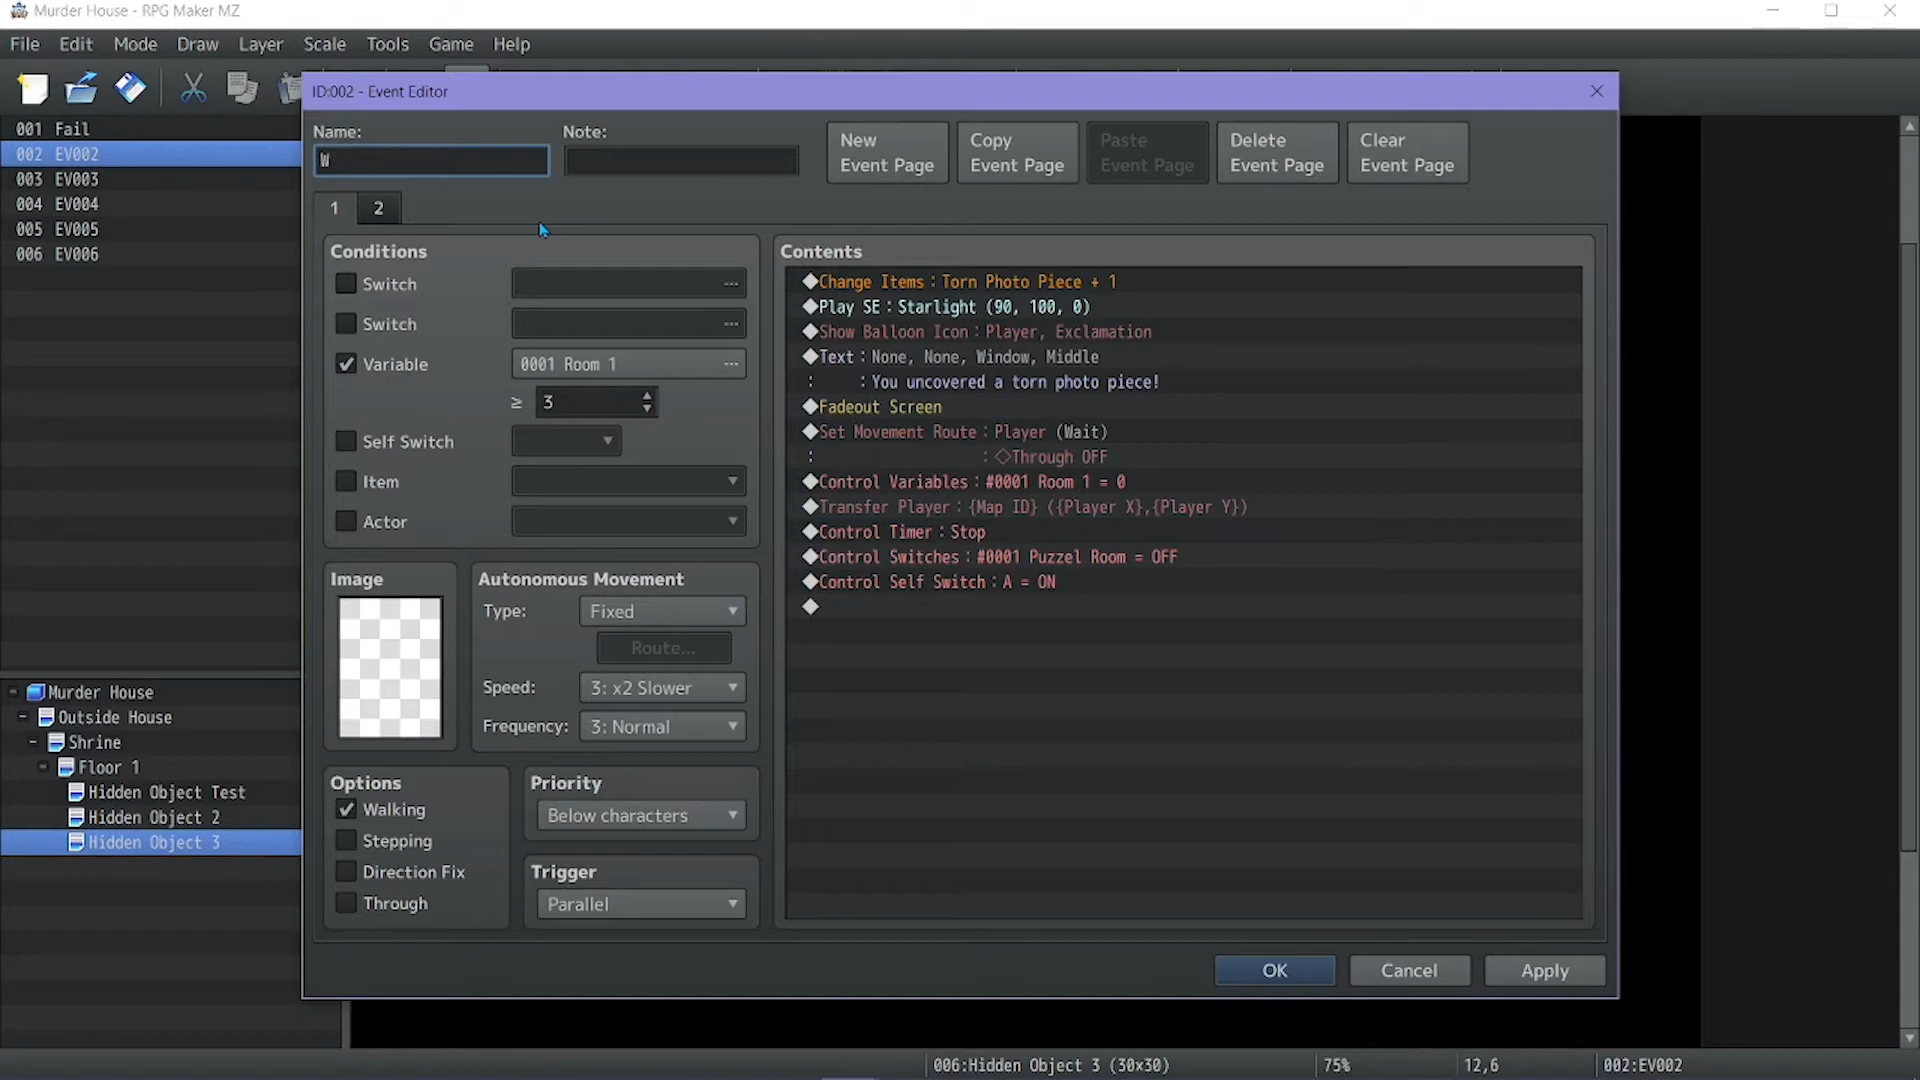 Murder House - RPG Maker MZ
File Edit Mode Draw Layer Scale Tools Game Help
ID:002 - Event Editor
001 Fail
002 EV002
003 EV003
004 EV004
005 EV005
006 EV006
Name:
Note:
W
New Event Page
Copy Event Page
Paste Event Page
Delete Event Page
Clear Event Page
1 2
Conditions
Switch ...
Switch ...
Variable 0001 Room 1 ...
≥ 3
Self Switch
Item
Actor
Image
Autonomous Movement
Type: Fixed
Route...
Speed: 3: x2 Slower
Frequency: 3: Normal
Options
Walking
Stepping
Direction Fix
Through
Priority
Below characters
Trigger
Parallel
Contents
◆Change Items : Torn Photo Piece + 1
◆Play SE : Starlight (90, 100, 0)
◆Show Balloon Icon : Player, Exclamation
◆Text : None, None, Window, Middle
: : You uncovered a torn photo piece!
◆Fadeout Screen
◆Set Movement Route : Player (Wait)
: : ◇Through OFF
◆Control Variables : #0001 Room 1 = 0
◆Transfer Player : {Map ID} ({Player X},{Player Y})
◆Control Timer : Stop
◆Control Switches : #0001 Puzzel Room = OFF
◆Control Self Switch : A = ON
◆
OK Cancel Apply
Murder House
Outside House
Shrine
Floor 1
Hidden Object Test
Hidden Object 2
Hidden Object 3
006:Hidden Object 3 (30x30) 75% 12,6 002:EV002